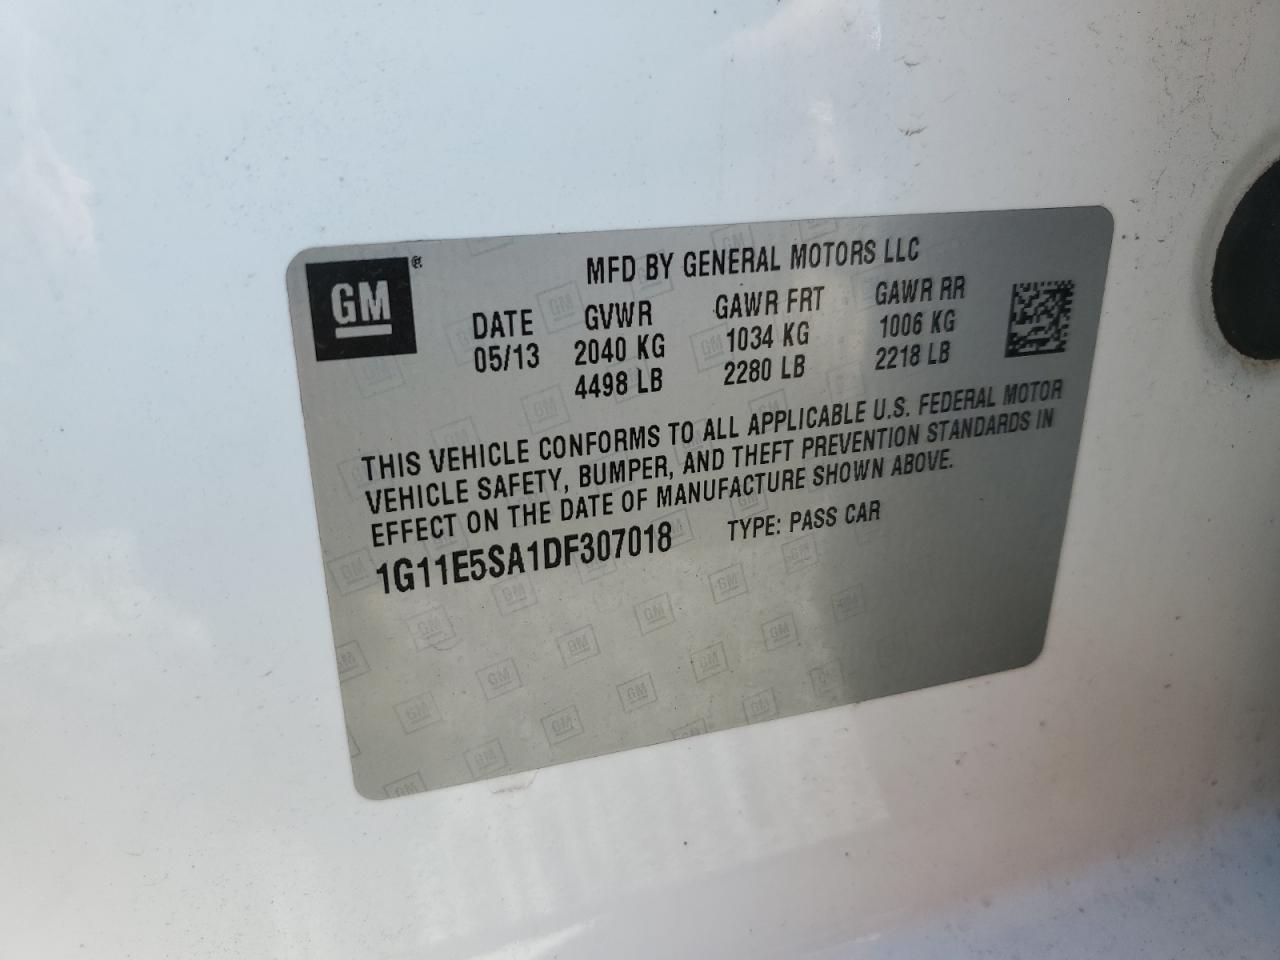 GM®
MFD BY GENERAL MOTORS LLC
DATE GVWR GAWR FRT GAWR RR
05/13 2040 KG 1034 KG 1006 KG
4498 LB 2280 LB 2218 LB
THIS VEHICLE CONFORMS TO ALL APPLICABLE U.S. FEDERAL MOTOR
VEHICLE SAFETY, BUMPER, AND THEFT PREVENTION STANDARDS IN
EFFECT ON THE DATE OF MANUFACTURE SHOWN ABOVE.
1G11E5SA1DF307018 TYPE: PASS CAR